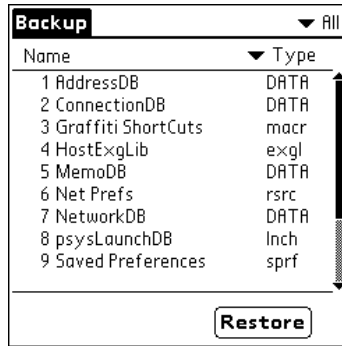 Backup All
Name Type
1 AddressDB DATA
2 ConnectionDB DATA
3 Graffiti ShortCuts macr
4 HostExgLib exgl
5 MemoDB DATA
6 Net Prefs rsrc
7 NetworkDB DATA
8 psysLaunchDB lnch
9 Saved Preferences sprf
Restore